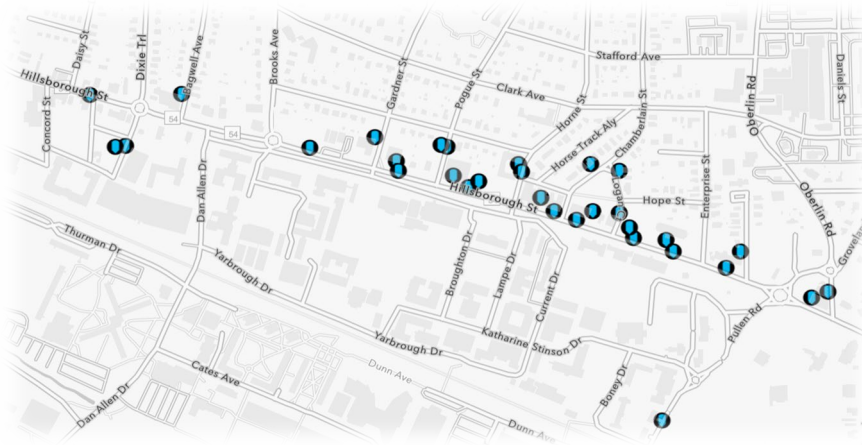 Daisy St
Dixie Trl
Bagwell Ave
Brooks Ave
Gardner St
Pogue St
Stafford Ave
Clark Ave
Oberlin Rd
Daniels St
Hillsborough St
Concord St
54
54
Horne St
Horse Track Aly
Chamberlain St
Logan
Hope St
Enterprise St
Oberlin Rd
Dan Allen Dr
Hillsborough St
Thurman Dr
Yarbrough Dr
Broughton Dr
Lampe Dr
Current Dr
Pullen Rd
Yarbrough Dr
Katharine Stinson Dr
Dunn Ave
Cates Ave
Boney Dr
Dan Allen Dr
Dunn Ave